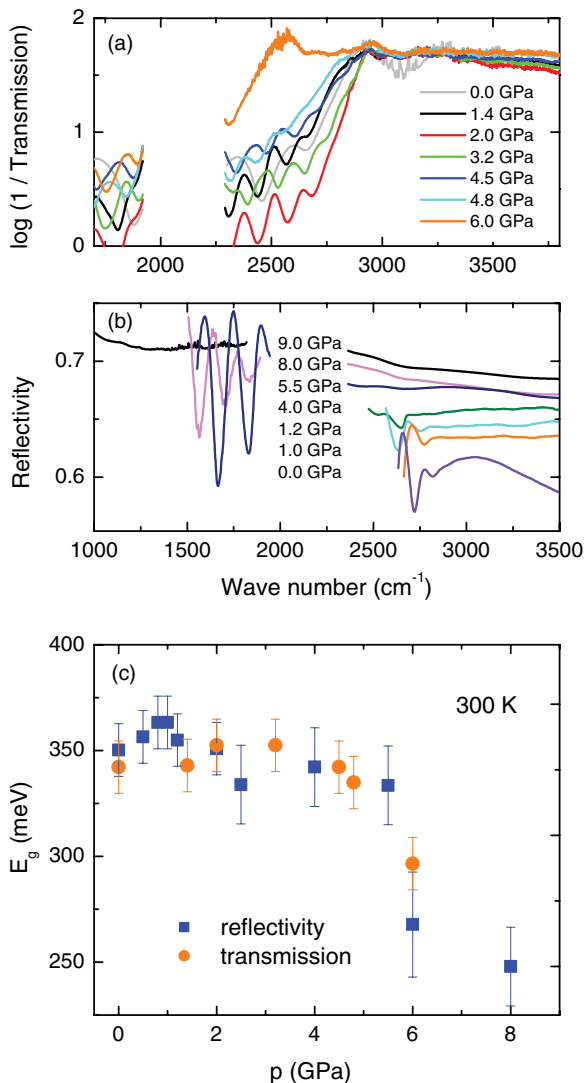 (a)
log (1 / Transmission)
2
1
0
0.0 GPa
1.4 GPa
2.0 GPa
3.2 GPa
4.5 GPa
4.8 GPa
6.0 GPa
2000 2500 3000 3500
(b)
Reflectivity
0.7
0.6
9.0 GPa
8.0 GPa
5.5 GPa
4.0 GPa
1.2 GPa
1.0 GPa
0.0 GPa
1000 1500 2000 2500 3000 3500
Wave number (cm⁻¹)
(c)
300 K
E_g (meV)
400
350
300
250
reflectivity
transmission
0 2 4 6 8
p (GPa)